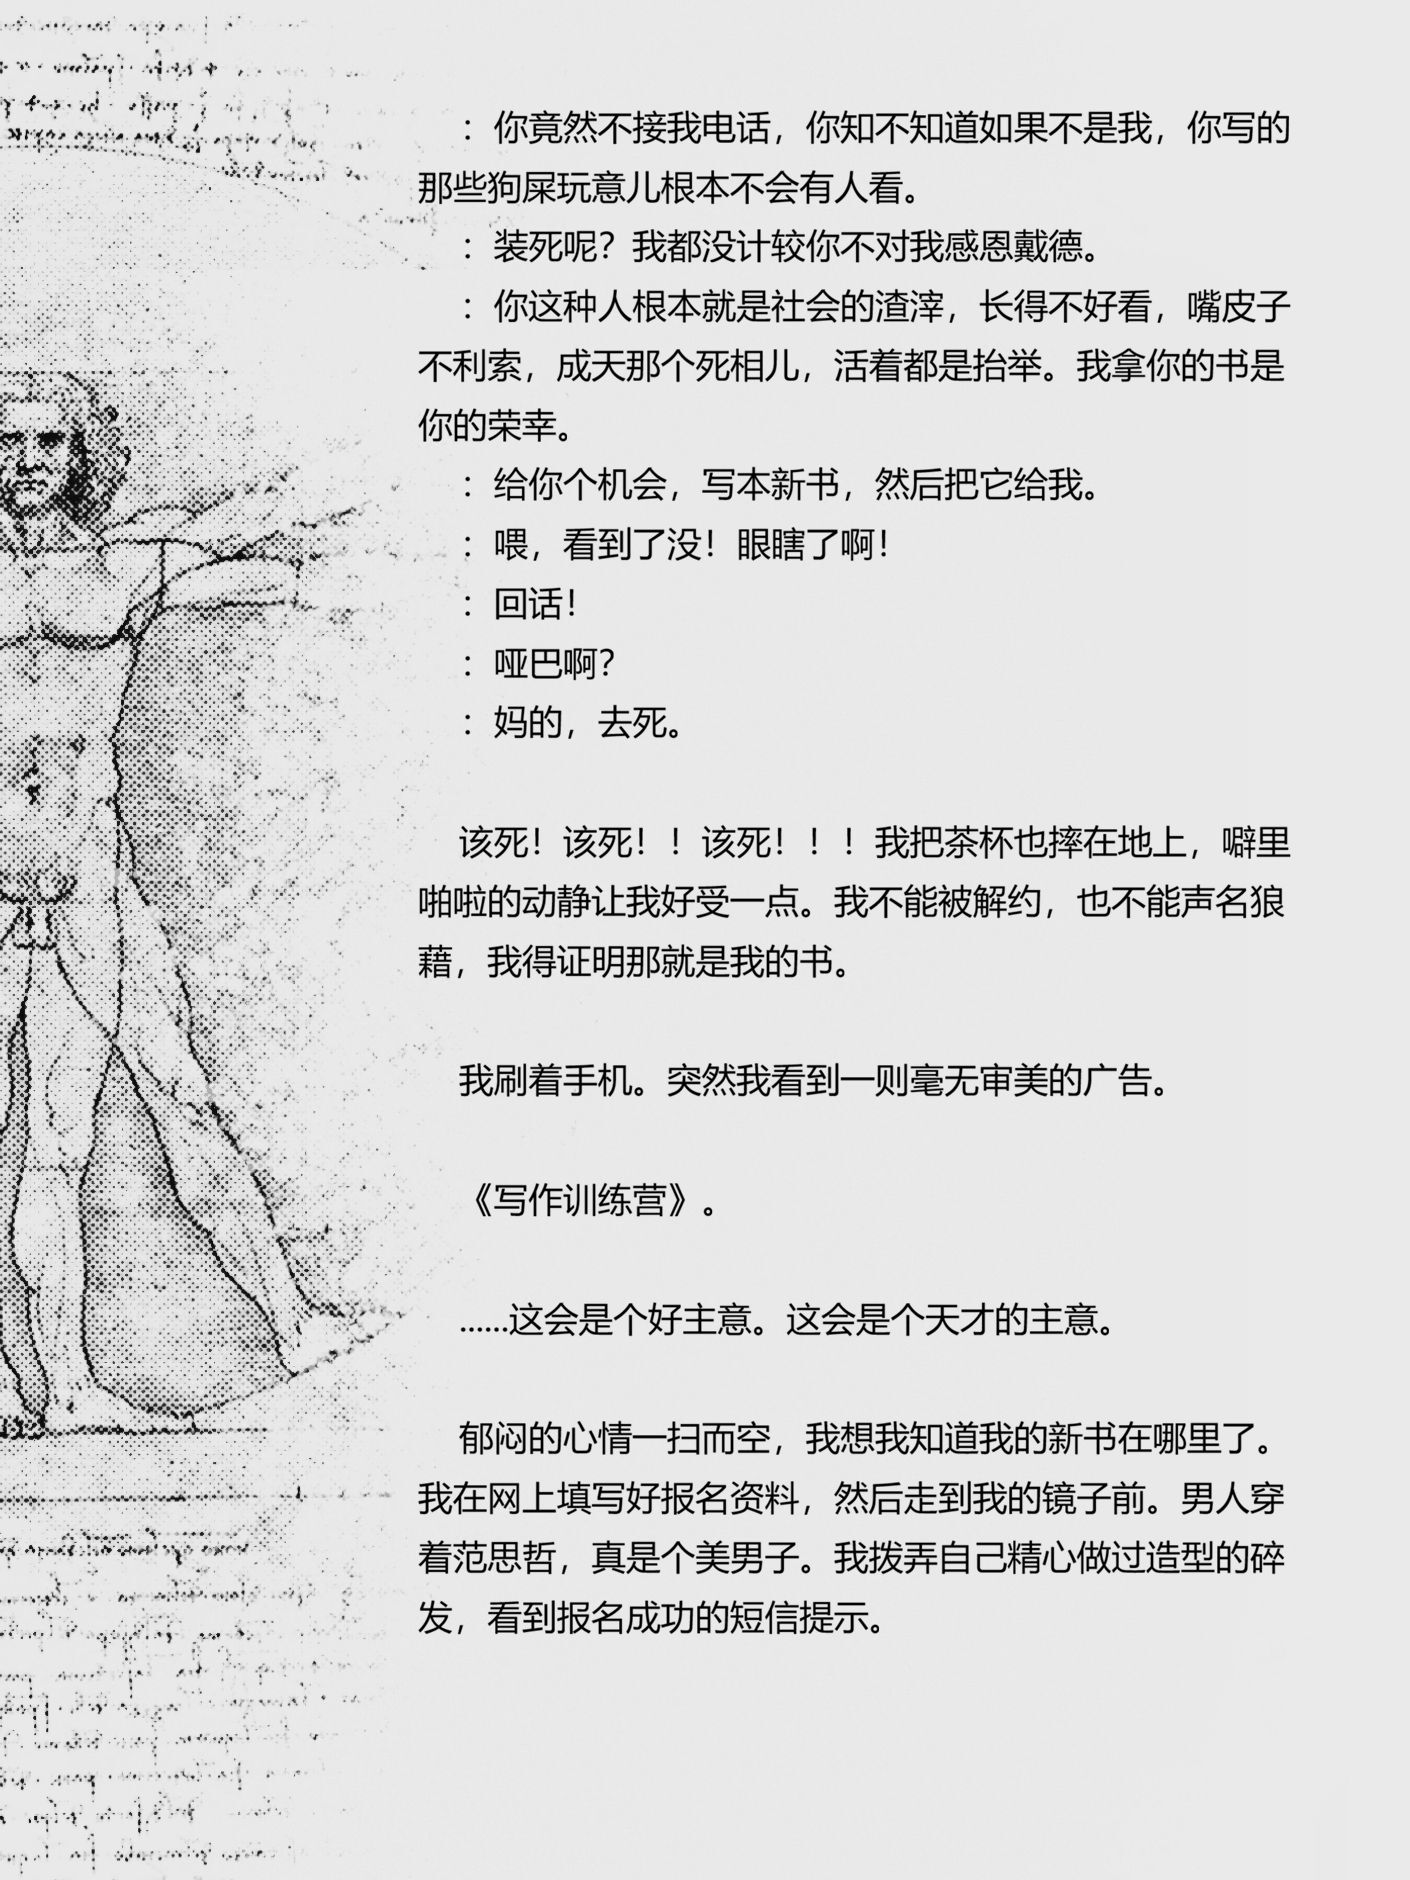 ：你竟然不接我电话，你知不知道如果不是我，你写的
那些狗屎玩意儿根本不会有人看。
：装死呢？我都没计较你不对我感恩戴德。
：你这种人根本就是社会的渣滓，长得不好看，嘴皮子
不利索，成天那个死相儿，活着都是抬举。我拿你的书是
你的荣幸。
：给你个机会，写本新书，然后把它给我。
：喂，看到了没！眼瞎了啊！
：回话！
：哑巴啊？
：妈的，去死。
该死！该死！！该死！！！我把茶杯也摔在地上，噼里
啪啦的动静让我好受一点。我不能被解约，也不能声名狼
藉，我得证明那就是我的书。
我刷着手机。突然我看到一则毫无审美的广告。
《写作训练营》。
......这会是个好主意。这会是个天才的主意。
郁闷的心情一扫而空，我想我知道我的新书在哪里了。
我在网上填写好报名资料，然后走到我的镜子前。男人穿
着范思哲，真是个美男子。我拨弄自己精心做过造型的碎
发，看到报名成功的短信提示。